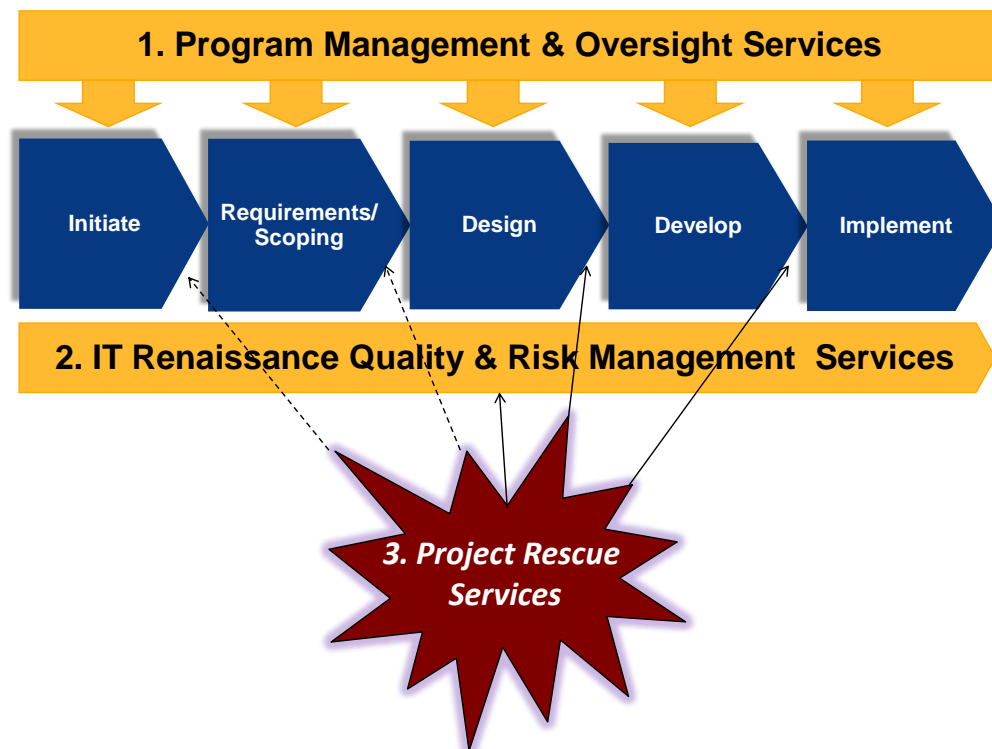 1. Program Management & Oversight Services
Initiate
Requirements/
Scoping
Design
Develop
Implement
2. IT Renaissance Quality & Risk Management  Services
3. Project Rescue
Services